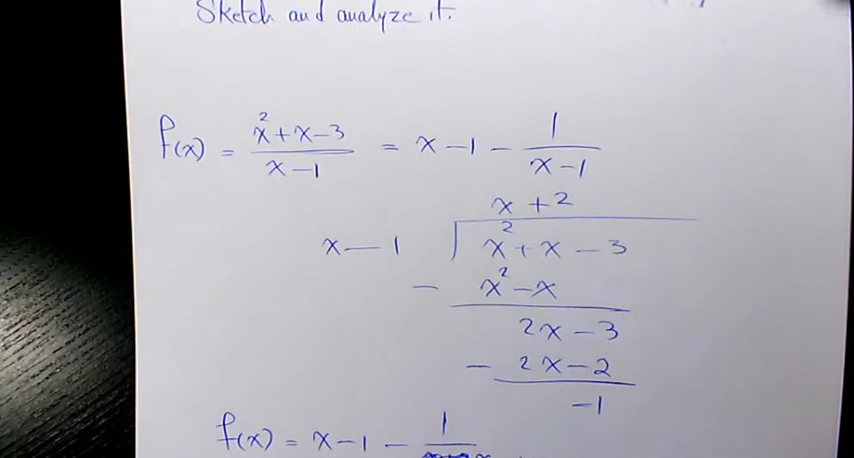 Sketch and analyze it.
f(x) = x²+x-3 / x-1 = x-1 - 1 / x-1
x+2
x-1 x²+x-3
- x²-x
2x-3
- 2x-2
-1
f(x) = x-1 - 1